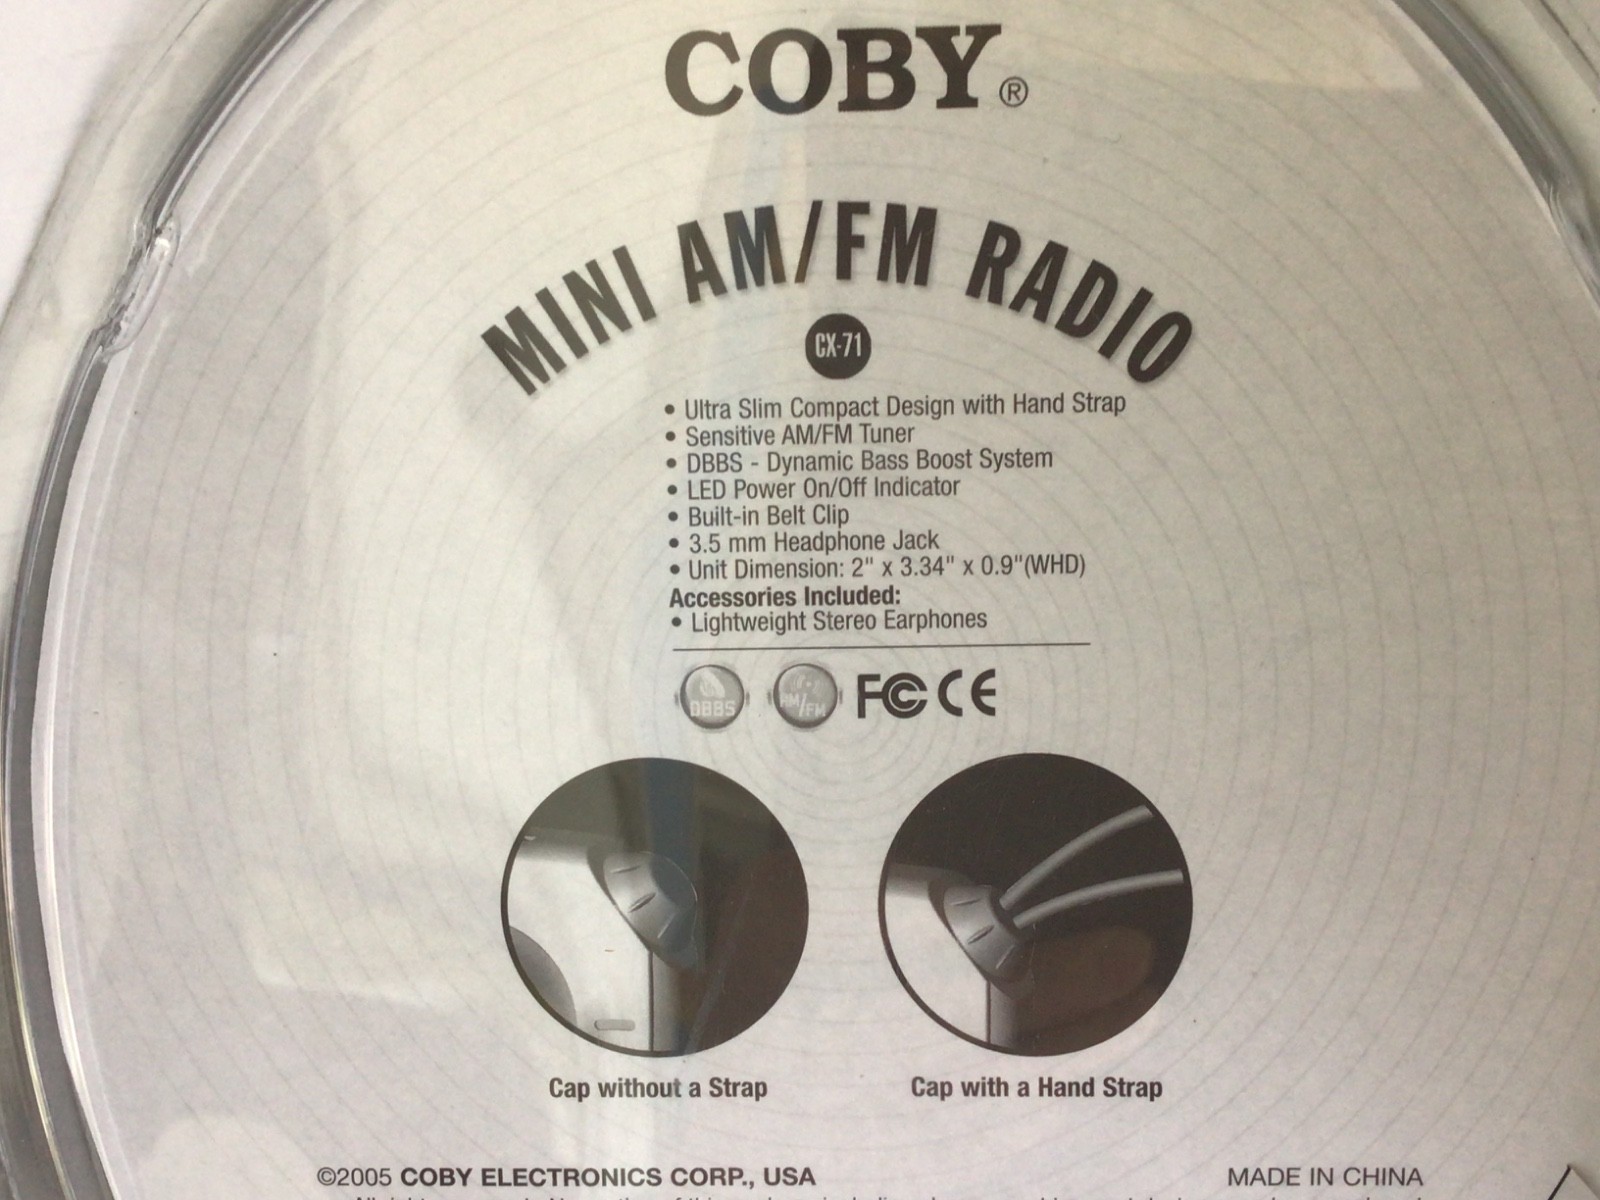 COBY®
MINI AM/FM RADIO
CX-71
• Ultra Slim Compact Design with Hand Strap
• Sensitive AM/FM Tuner
• DBBS - Dynamic Bass Boost System
• LED Power On/Off Indicator
• Built-in Belt Clip
• 3.5 mm Headphone Jack
• Unit Dimension: 2" x 3.34" x 0.9"(WHD)
Accessories Included:
• Lightweight Stereo Earphones
DBBS AM/FM FC CE
Cap without a Strap
Cap with a Hand Strap
©2005 COBY ELECTRONICS CORP., USA
MADE IN CHINA